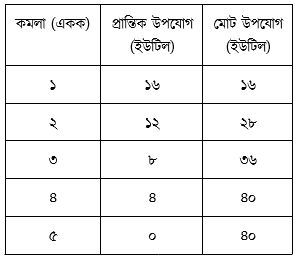 কমলা (একক) প্রান্তিক উপযোগ (ইউটিল) মোট উপযোগ (ইউটিল)
১ ১৬ ১৬
২ ১২ ২৮
৩ ৮ ৩৬
৪ ৪ ৪০
৫ ০ ৪০